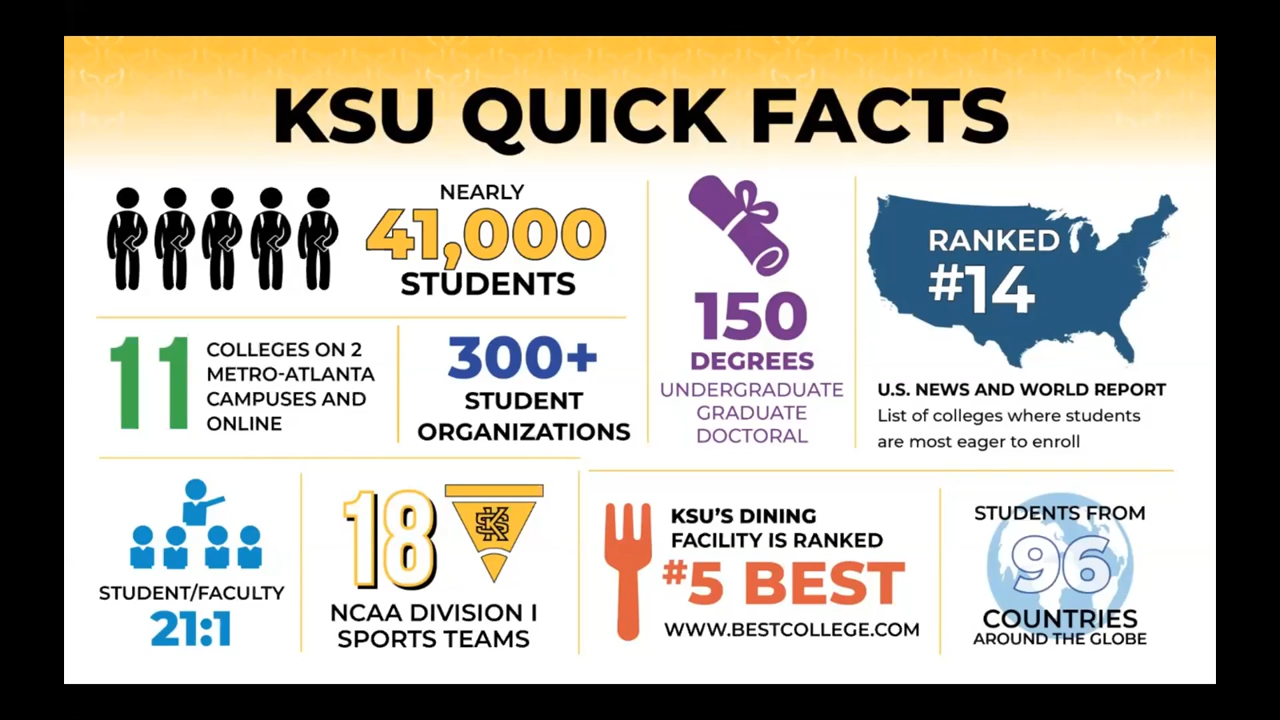 KSU QUICK FACTS
NEARLY
41,000
STUDENTS
11
COLLEGES ON 2
METRO-ATLANTA
CAMPUSES AND
ONLINE
300+
STUDENT
ORGANIZATIONS
150
DEGREES
UNDERGRADUATE
GRADUATE
DOCTORAL
RANKED
#14
U.S. NEWS AND WORLD REPORT
List of colleges where students
are most eager to enroll
STUDENT/FACULTY
21:1
18
KS
NCAA DIVISION I
SPORTS TEAMS
KSU'S DINING
FACILITY IS RANKED
#5 BEST
WWW.BESTCOLLEGE.COM
STUDENTS FROM
96
COUNTRIES
AROUND THE GLOBE